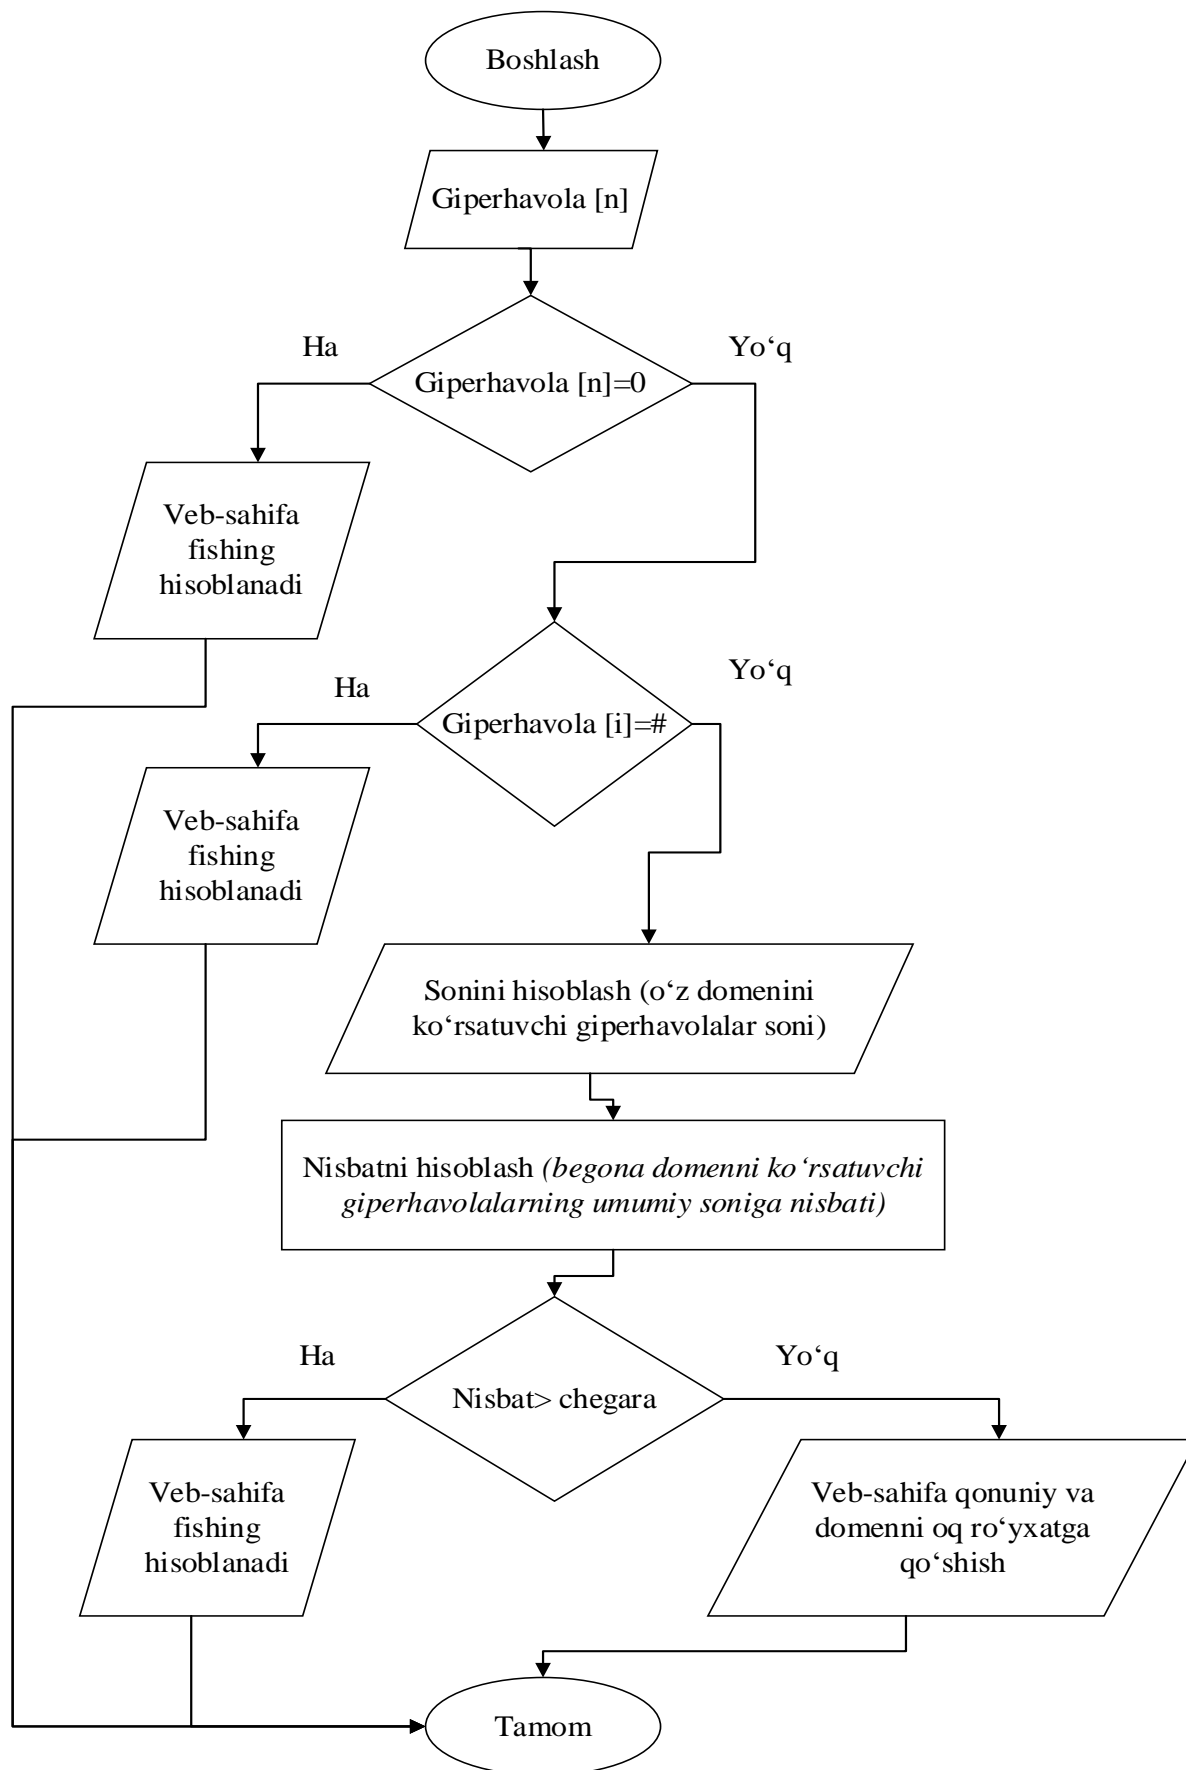 Boshlash
Giperhavola [n]
Ha
Yo‘q
Giperhavola [n]=0
Veb-sahifa
fishing
hisoblanadi
Ha
Yo‘q
Giperhavola [i]=#
Veb-sahifa
fishing
hisoblanadi
Sonini hisoblash (o‘z domenini
ko‘rsatuvchi giperhavolalar soni)
Nisbatni hisoblash (begona domenni ko‘rsatuvchi
giperhavolalarning umumiy soniga nisbati)
Ha
Yo‘q
Nisbat> chegara
Veb-sahifa
fishing
hisoblanadi
Veb-sahifa qonuniy va
domenni oq ro‘yxatga
qo‘shish
Tamom